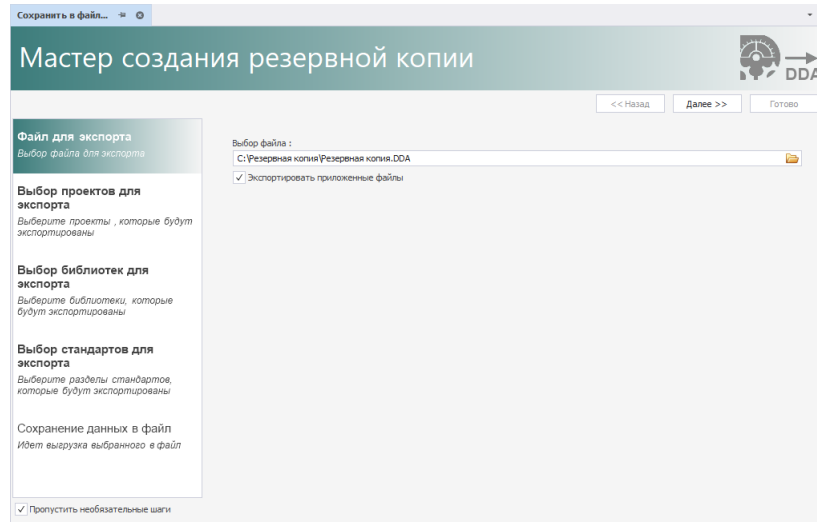 Сохранить в файл...
Мастер создания резервной копии
DDA
<< Назад
Далее >>
Готово
Файл для экспорта
Выбор файла для экспорта
Выбор проектов для
экспорта
Выберите проекты , которые будут
экспортированы
Выбор библиотек для
экспорта
Выберите библиотеки, которые
будут экспортированы
Выбор стандартов для
экспорта
Выберите разделы стандартов,
которые будут экспортированы
Сохранение данных в файл
Идет выгрузка выбранного в файл
Пропустить необязательные шаги
Выбор файла :
C:\Резервная копия\Резервная копия.DDA
Экспортировать приложенные файлы